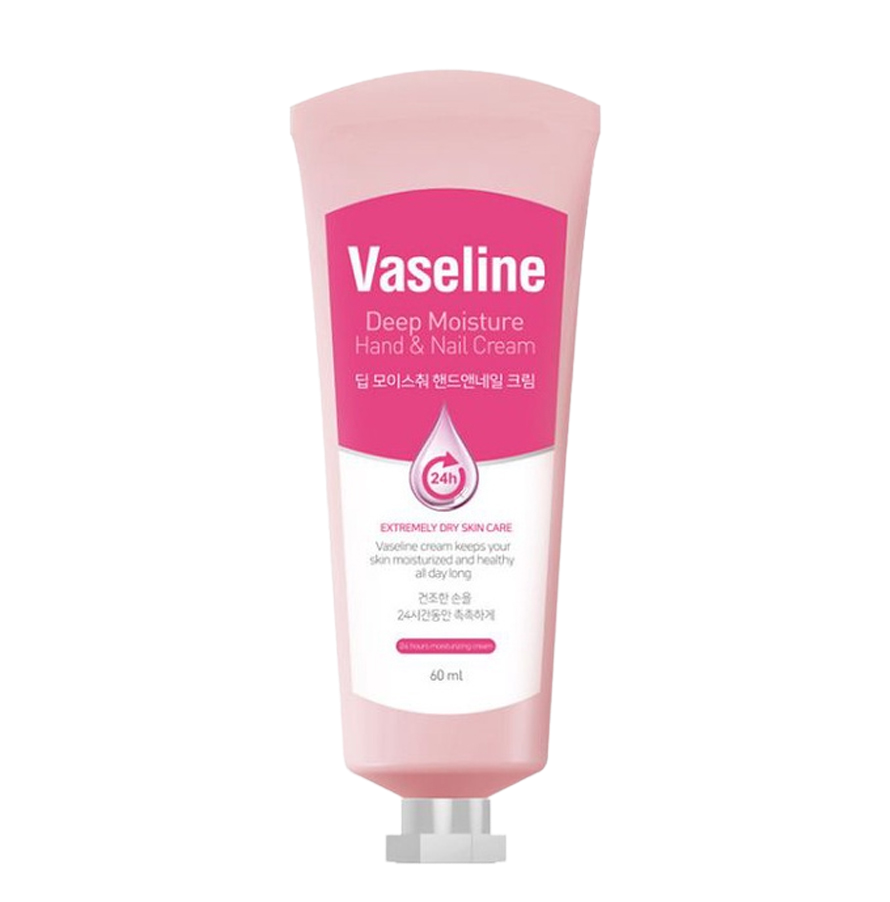 Vaseline
Deep Moisture
Hand & Nail Cream
딥 모이스춰 핸드앤네일 크림
24h
EXTREMELY DRY SKIN CARE
Vaseline cream keeps your
skin moisturized and healthy
all day long
건조한 손을
24시간동안 촉촉하게
24 hours moisturizing cream
60 ml